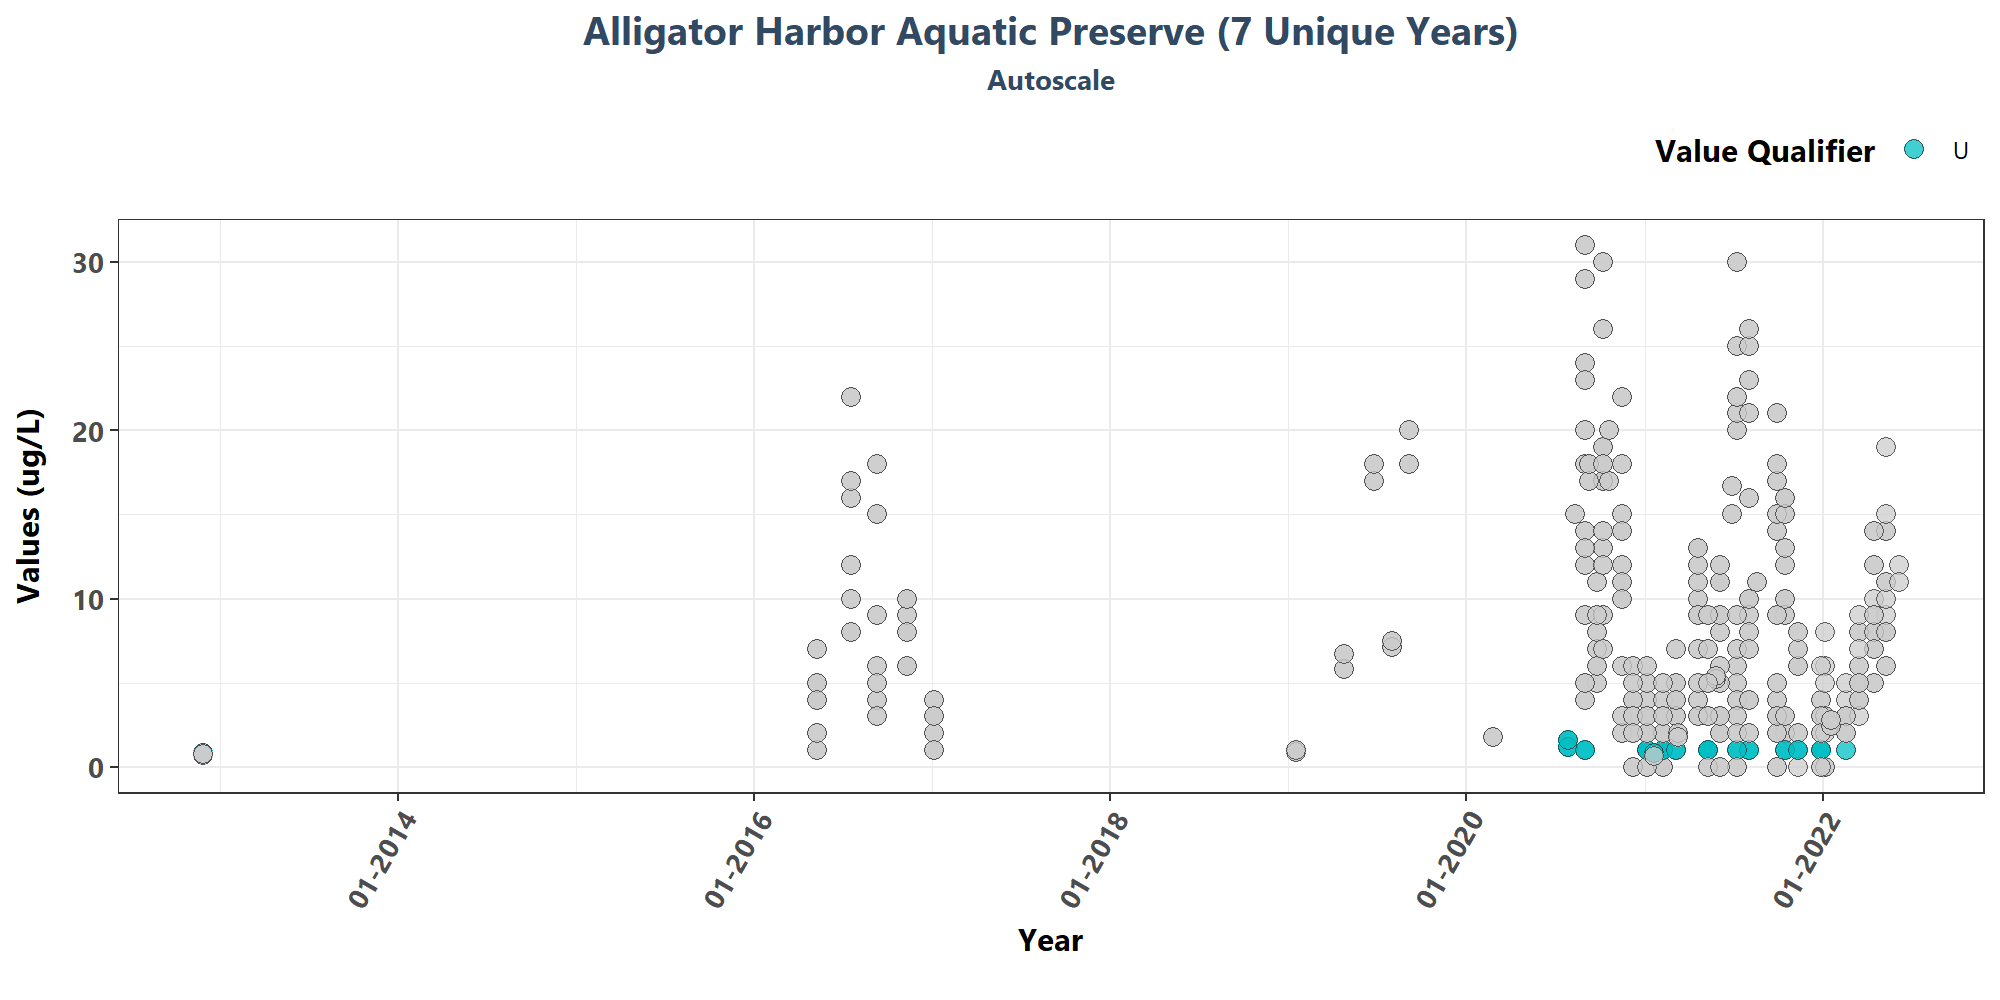 Alligator Harbor Aquatic Preserve (7 Unique Years)
Autoscale
Value Qualifier U
30
20
10
0
Values (ug/L)
01-2014
01-2016
01-2018
01-2020
01-2022
Year